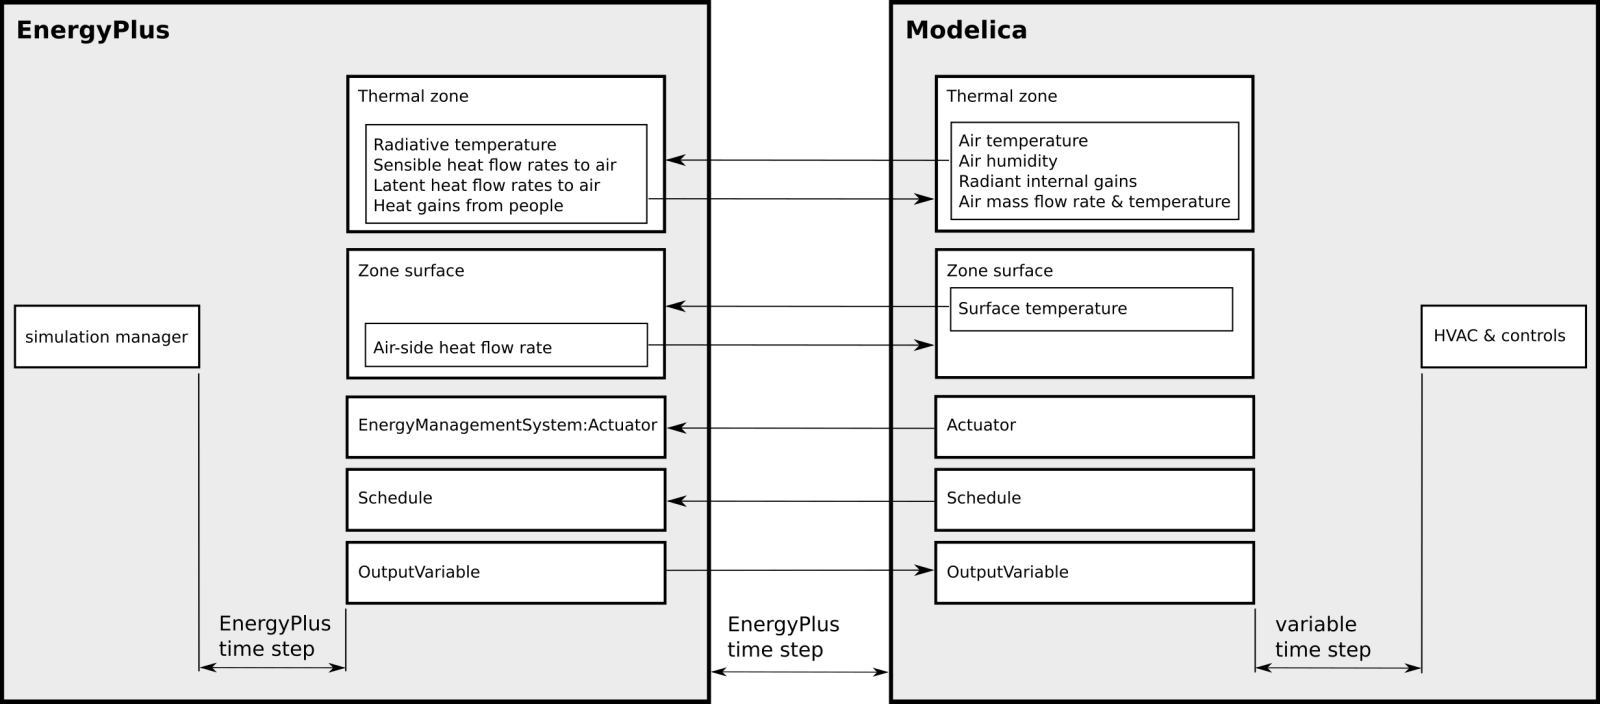 EnergyPlus
Thermal zone
Radiative temperature
Sensible heat flow rates to air
Latent heat flow rates to air
Heat gains from people
Zone surface
Air-side heat flow rate
simulation manager
EnergyManagementSystem:Actuator
Schedule
OutputVariable
EnergyPlus
time step
EnergyPlus
time step
Modelica
Thermal zone
Air temperature
Air humidity
Radiant internal gains
Air mass flow rate & temperature
Zone surface
Surface temperature
HVAC & controls
Actuator
Schedule
OutputVariable
variable
time step